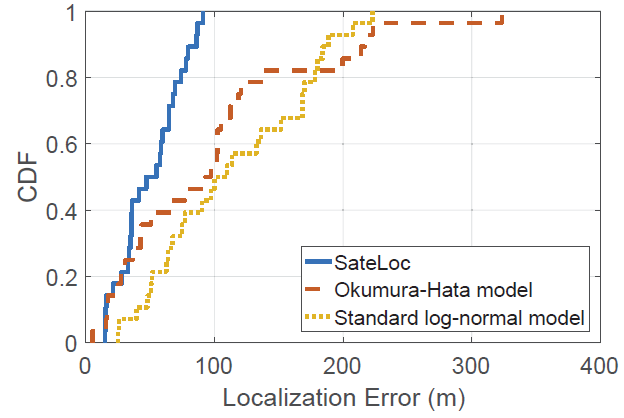 1
0.8
0.6
0.4
0.2
0
CDF
SateLoc
Okumura-Hata model
Standard log-normal model
0 100 200 300 400
Localization Error (m)